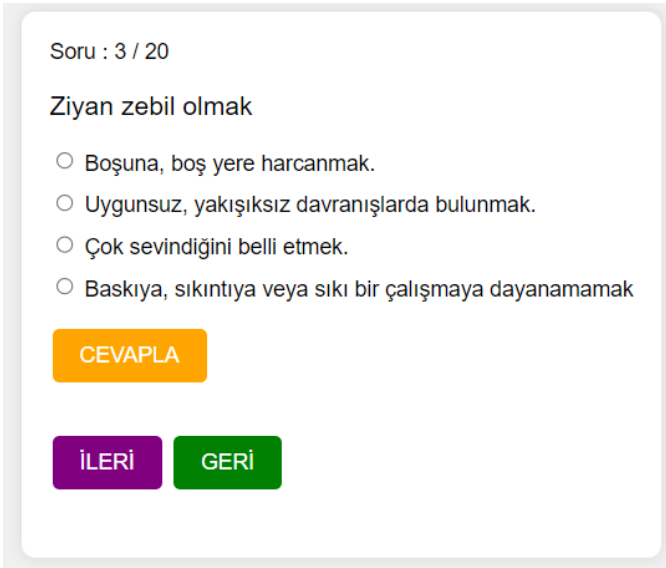 Soru : 3 / 20
Ziyan zebil olmak
Boşuna, boş yere harcanmak.
Uygunsuz, yakışıksız davranışlarda bulunmak.
Çok sevindiğini belli etmek.
Baskıya, sıkıntıya veya sıkı bir çalışmaya dayanamamak
CEVAPLA
İLERİ GERİ